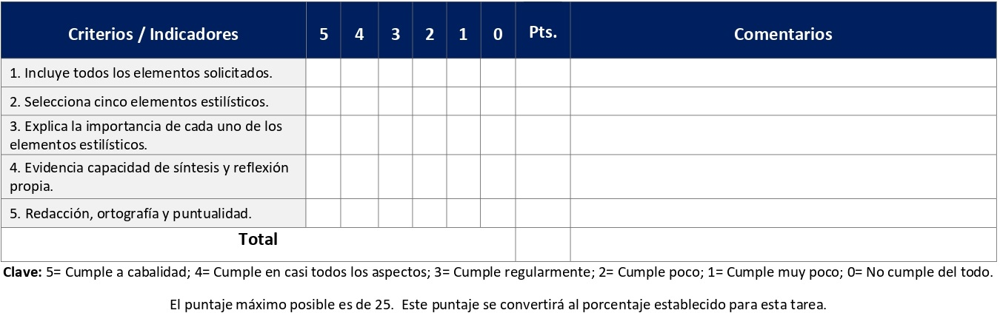 Criterios / Indicadores 5 4 3 2 1 0 Pts. Comentarios
1. Incluye todos los elementos solicitados.
2. Selecciona cinco elementos estilísticos.
3. Explica la importancia de cada uno de los
elementos estilísticos.
4. Evidencia capacidad de síntesis y reflexión
propia.
5. Redacción, ortografía y puntualidad.
Total
Clave: 5= Cumple a cabalidad; 4= Cumple en casi todos los aspectos; 3= Cumple regularmente; 2= Cumple poco; 1= Cumple muy poco; 0= No cumple del todo.
El puntaje máximo posible es de 25. Este puntaje se convertirá al porcentaje establecido para esta tarea.